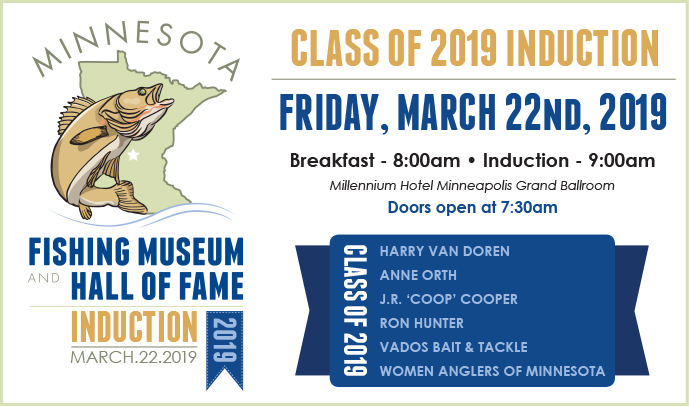 MINNESOTA
FISHING MUSEUM
AND HALL OF FAME
INDUCTION
MARCH.22.2019
2019
CLASS OF 2019 INDUCTION
FRIDAY, MARCH 22ND, 2019
Breakfast - 8:00am • Induction - 9:00am
Millennium Hotel Minneapolis Grand Ballroom
Doors open at 7:30am
CLASS OF 2019
HARRY VAN DOREN
ANNE ORTH
J.R. ‘COOP’ COOPER
RON HUNTER
VADOS BAIT & TACKLE
WOMEN ANGLERS OF MINNESOTA